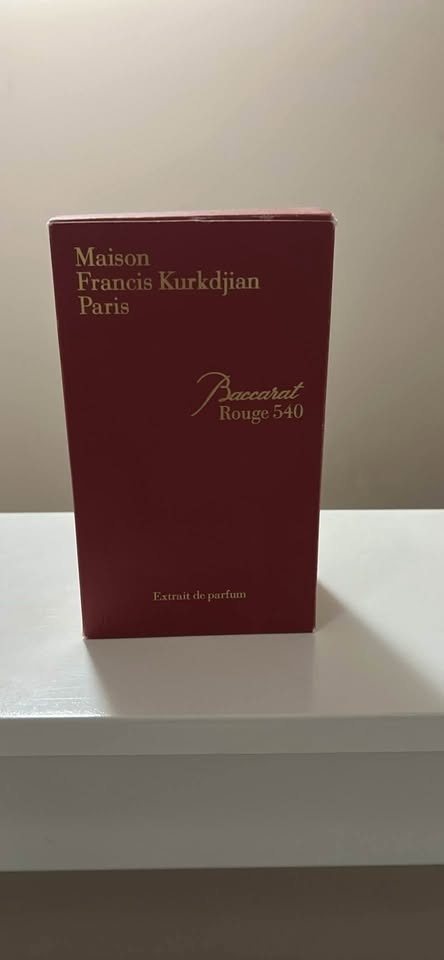 Maison
Francis Kurkdjian
Paris
Baccarat
Rouge 540
Extrait de parfum